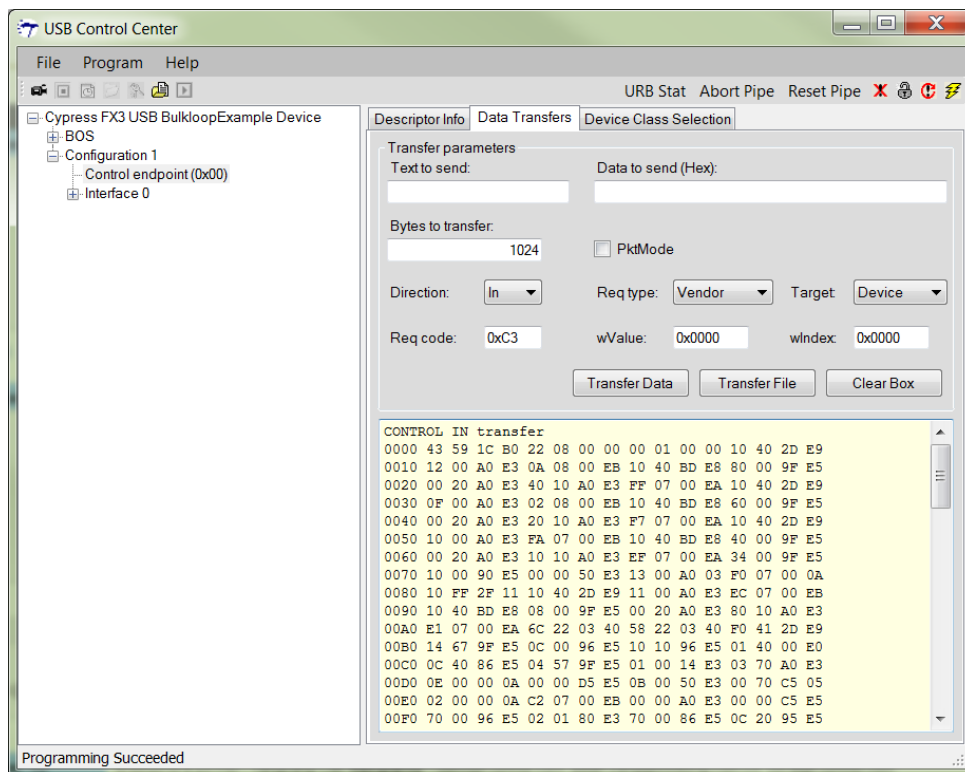 USB Control Center
File Program Help
URB Stat Abort Pipe Reset Pipe
Cypress FX3 USB BulkloopExample Device
BOS
Configuration 1
Control endpoint (0x00)
Interface 0
Descriptor Info Data Transfers Device Class Selection
Transfer parameters
Text to send: Data to send (Hex):
Bytes to transfer:
1024 PktMode
Direction: In Req type: Vendor Target: Device
Req code: 0xC3 wValue: 0x0000 wIndex: 0x0000
Transfer Data Transfer File Clear Box
CONTROL IN transfer
0000 43 59 1C B0 22 08 00 00 00 01 00 00 10 40 2D E9
0010 12 00 A0 E3 0A 08 00 EB 10 40 BD E8 80 00 9F E5
0020 00 20 A0 E3 40 10 A0 E3 FF 07 00 EA 10 40 2D E9
0030 0F 00 A0 E3 02 08 00 EB 10 40 BD E8 60 00 9F E5
0040 00 20 A0 E3 20 10 A0 E3 F7 07 00 EA 10 40 2D E9
0050 10 00 A0 E3 FA 07 00 EB 10 40 BD E8 40 00 9F E5
0060 00 20 A0 E3 10 10 A0 E3 EF 07 00 EA 34 00 9F E5
0070 10 00 90 E5 00 00 50 E3 13 00 A0 03 F0 07 00 0A
0080 10 FF 2F 11 10 40 2D E9 11 00 A0 E3 EC 07 00 EB
0090 10 40 BD E8 08 00 9F E5 00 20 A0 E3 80 10 A0 E3
00A0 E1 07 00 EA 6C 22 03 40 58 22 03 40 F0 41 2D E9
00B0 14 67 9F E5 0C 00 96 E5 10 10 96 E5 01 40 00 E0
00C0 0C 40 86 E5 04 57 9F E5 01 00 14 E3 03 70 A0 E3
00D0 0E 00 00 0A 00 00 D5 E5 0B 00 50 E3 00 70 C5 05
00E0 02 00 00 0A C2 07 00 EB 00 00 A0 E3 00 00 C5 E5
00F0 70 00 96 E5 02 01 80 E3 70 00 86 E5 0C 20 95 E5
Programming Succeeded